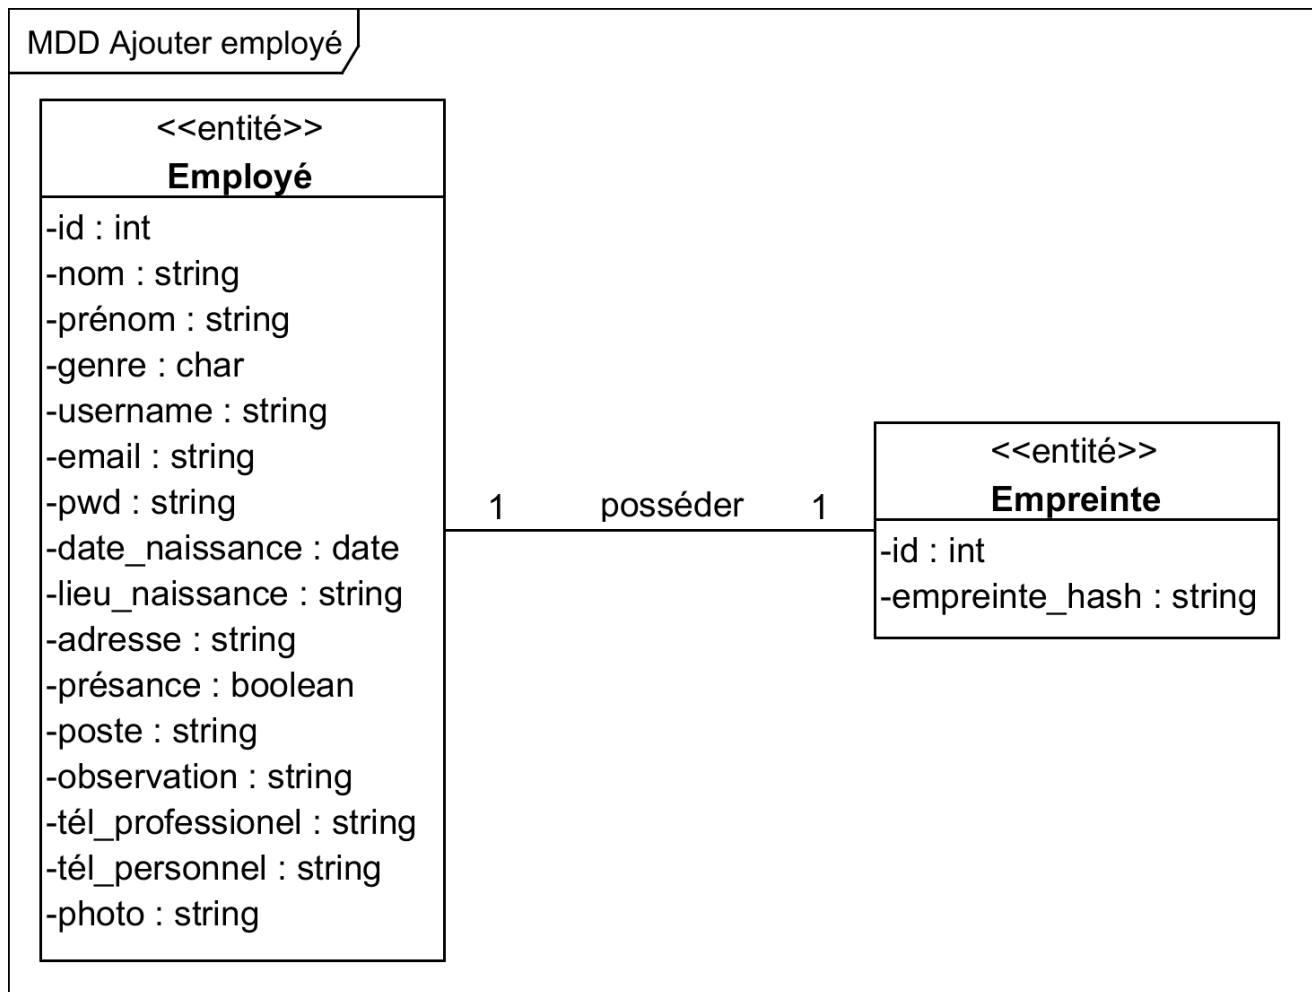 MDD Ajouter employé
<<entité>>
Employé
-id : int
-nom : string
-prénom : string
-genre : char
-username : string
-email : string
-pwd : string
-date_naissance : date
-lieu_naissance : string
-adresse : string
-présance : boolean
-poste : string
-observation : string
-tél_professionel : string
-tél_personnel : string
-photo : string
1 posséder 1
<<entité>>
Empreinte
-id : int
-empreinte_hash : string